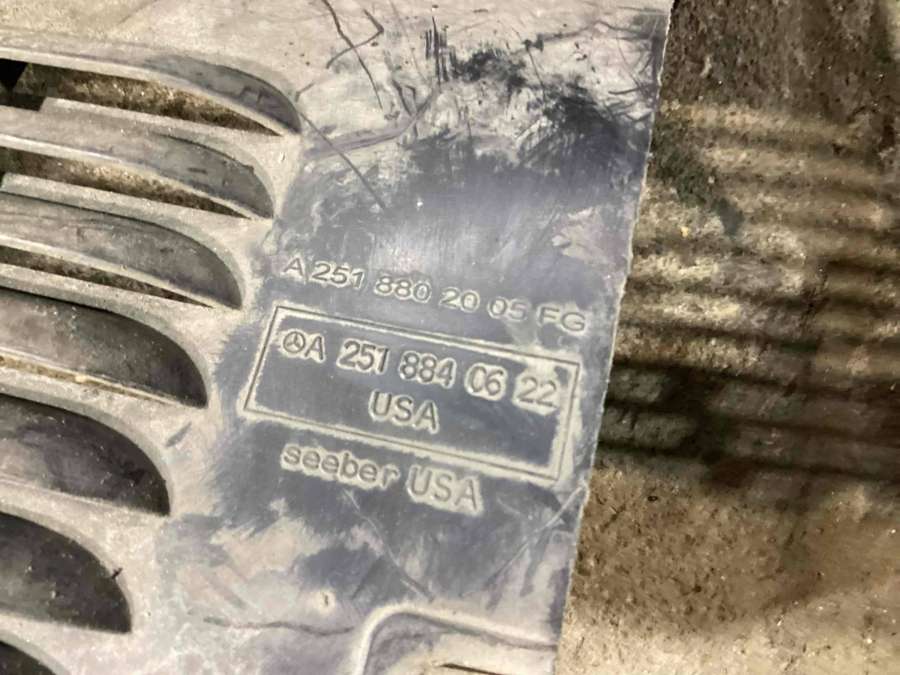 A 251 880 20 05 FG
A 251 884 06 22
USA
seeber USA